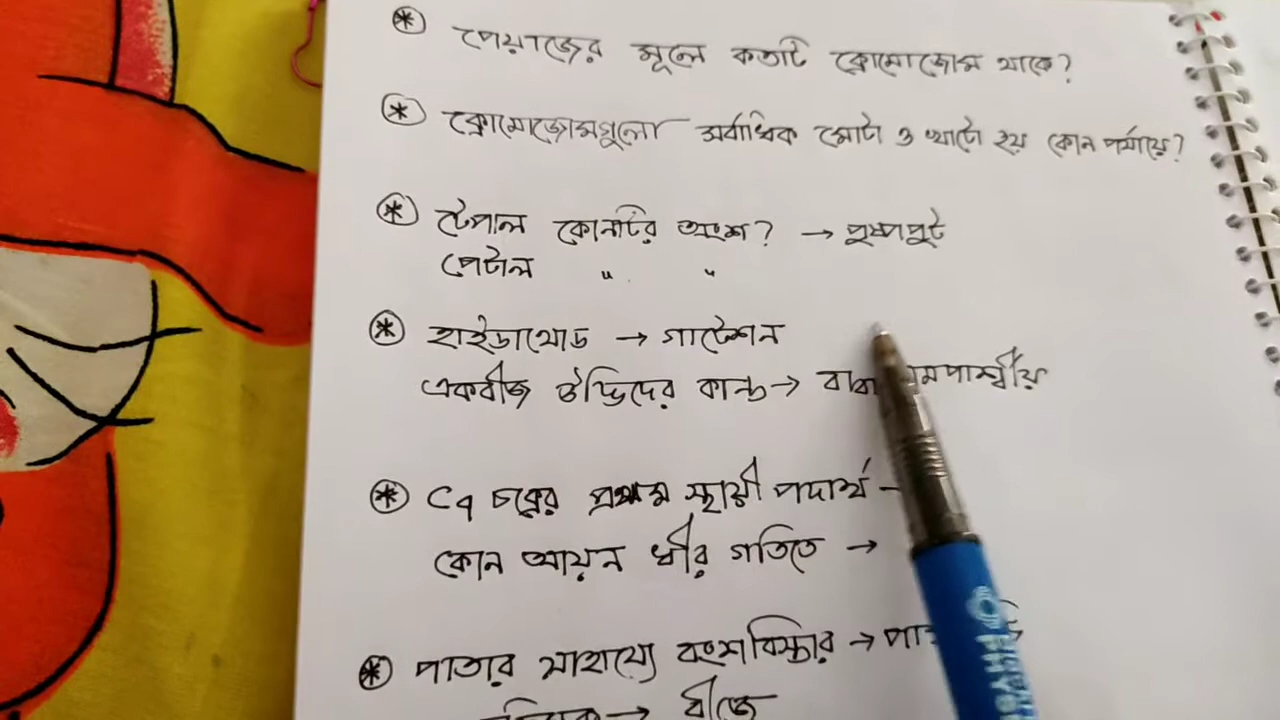 * পেয়াজের মূলে কতটি ক্রোমোজোম থাকে?
* ক্রোমোজোমগুলো সর্বাধিক মোটা ও খাটো হয় কোন পর্যায়ে?
* টেপাল কোনটির অংশ? → পুষ্পপুট
পেটাল " "
* হাইডাথোড → গাটেশন
একবীজ উদ্ভিদের কান্ড →
* C4 চক্রের প্রথম স্থায়ী পদার্থ -
কোন আয়ন ধীর গতিতে →
* পাতার সাহায্যে বংশবিস্তার →
→ বীজে